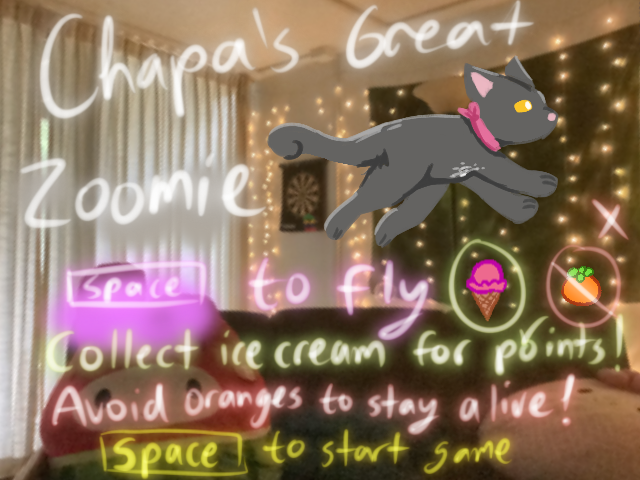 Chapa's Great
Zoomie
Space to fly
Collect ice cream for points!
Avoid oranges to stay alive!
Space to start game